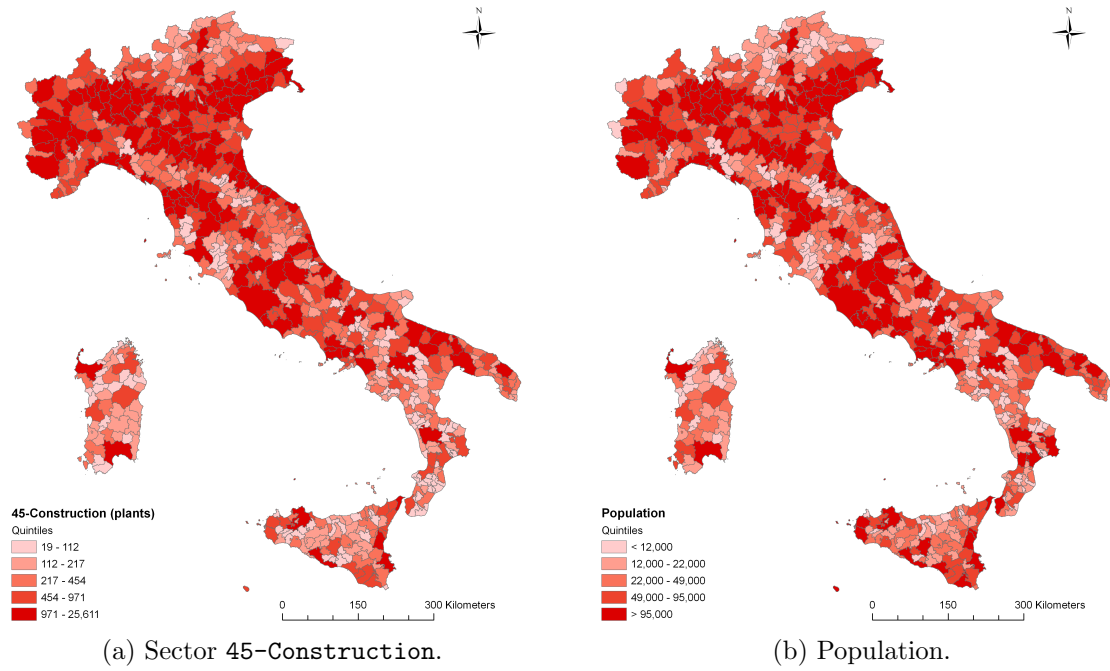 N
45-Construction (plants)
Quintiles
19 - 112
112 - 217
217 - 454
454 - 971
971 - 25,611
0 150 300 Kilometers
(a) Sector 45-Construction.
N
Population
Quintiles
< 12,000
12,000 - 22,000
22,000 - 49,000
49,000 - 95,000
> 95,000
0 150 300 Kilometers
(b) Population.